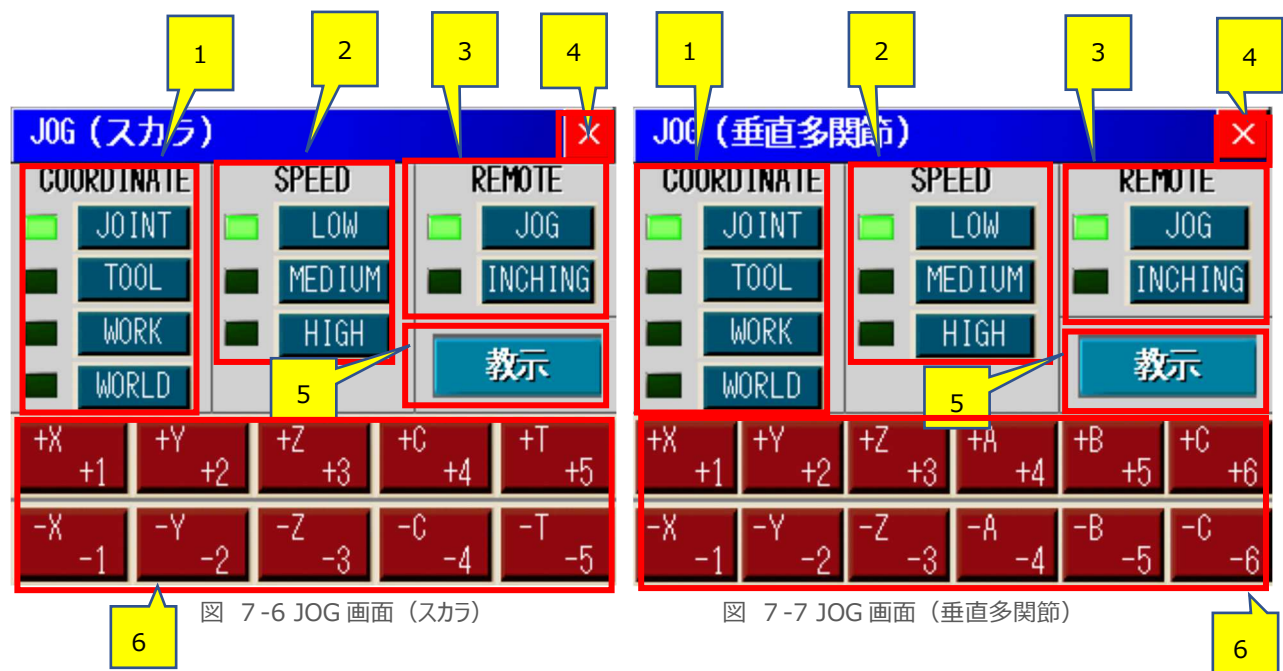 1
2
3
4
JOG (スカラ)
×
COORDINATE
SPEED
REMOTE
JOINT
LOW
JOG
TOOL
MEDIUM
INCHING
WORK
HIGH
教示
WORLD
5
+X +1
+Y +2
+Z +3
+C +4
+T +5
-X -1
-Y -2
-Z -3
-C -4
-T -5
6
図 7-6 JOG 画面（スカラ）
1
2
3
4
JOG (垂直多関節)
×
COORDINATE
SPEED
REMOTE
JOINT
LOW
JOG
TOOL
MEDIUM
INCHING
WORK
HIGH
教示
WORLD
5
+X +1
+Y +2
+Z +3
+A +4
+B +5
+C +6
-X -1
-Y -2
-Z -3
-A -4
-B -5
-C -6
図 7-7 JOG 画面（垂直多関節）
6